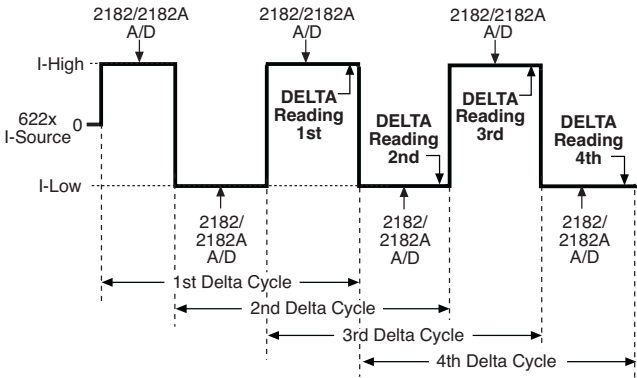 2182/2182A
A/D
2182/2182A
A/D
2182/2182A
A/D
I-High
DELTA
Reading
1st
DELTA
Reading
2nd
DELTA
Reading
3rd
DELTA
Reading
4th
622x
I-Source
0
I-Low
2182/
2182A
A/D
2182/
2182A
A/D
2182/
2182A
A/D
1st Delta Cycle
2nd Delta Cycle
3rd Delta Cycle
4th Delta Cycle